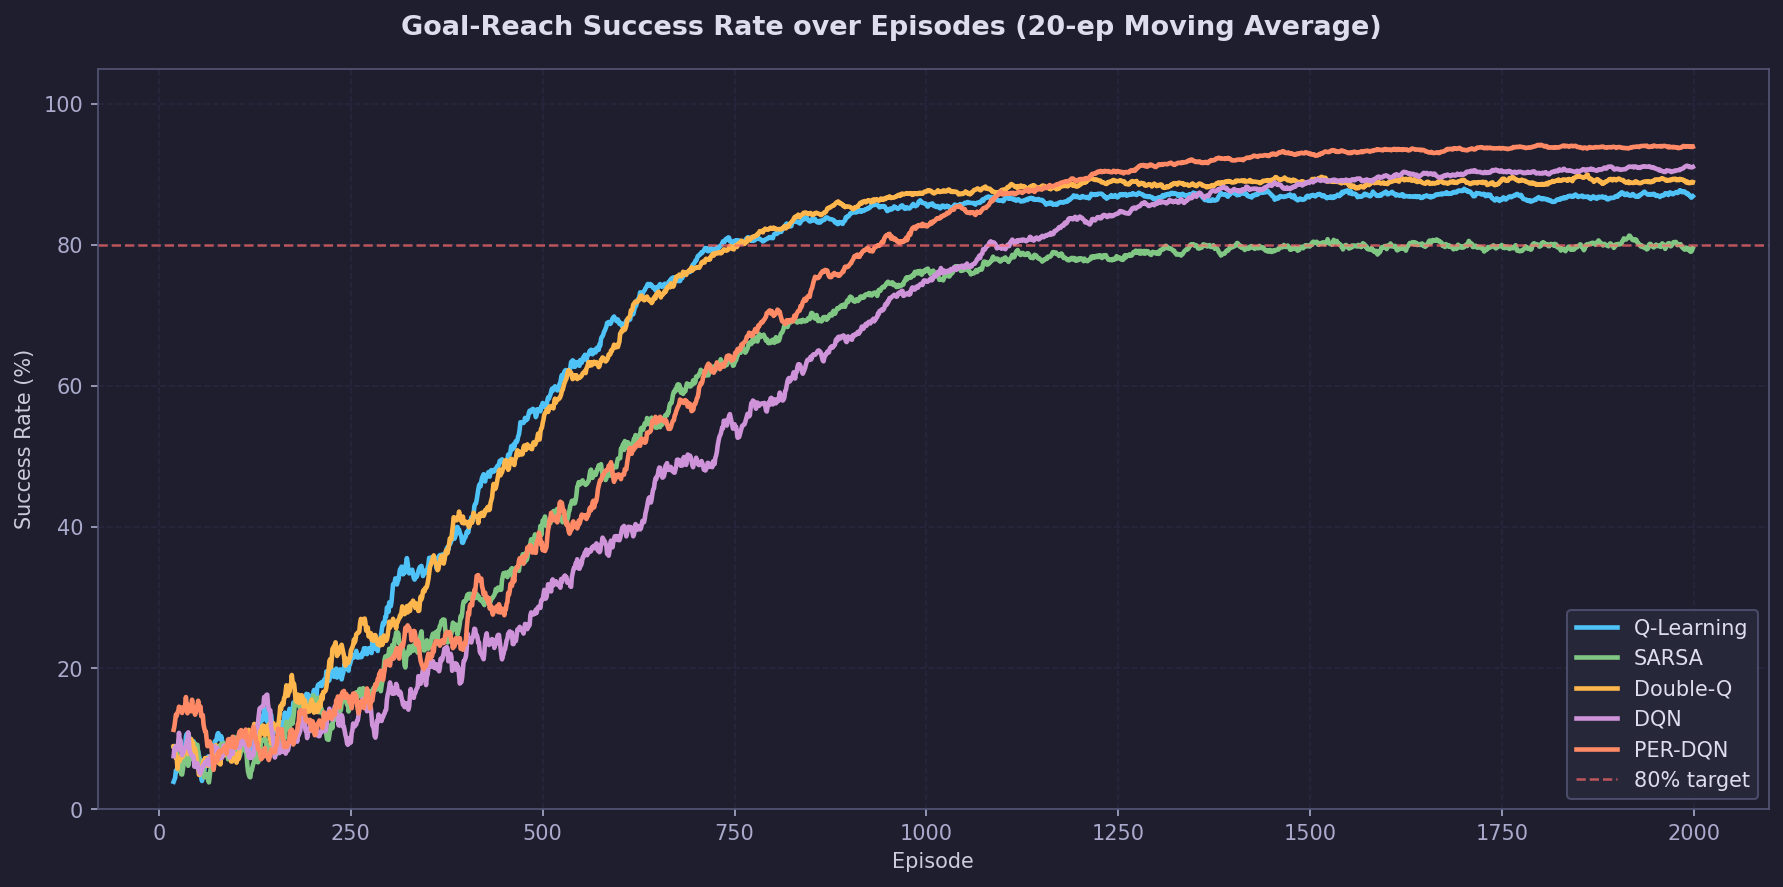 Goal-Reach Success Rate over Episodes (20-ep Moving Average)
Success Rate (%)
100
80
60
40
20
0
0 250 500 750 1000 1250 1500 1750 2000
Episode
Q-Learning
SARSA
Double-Q
DQN
PER-DQN
80% target